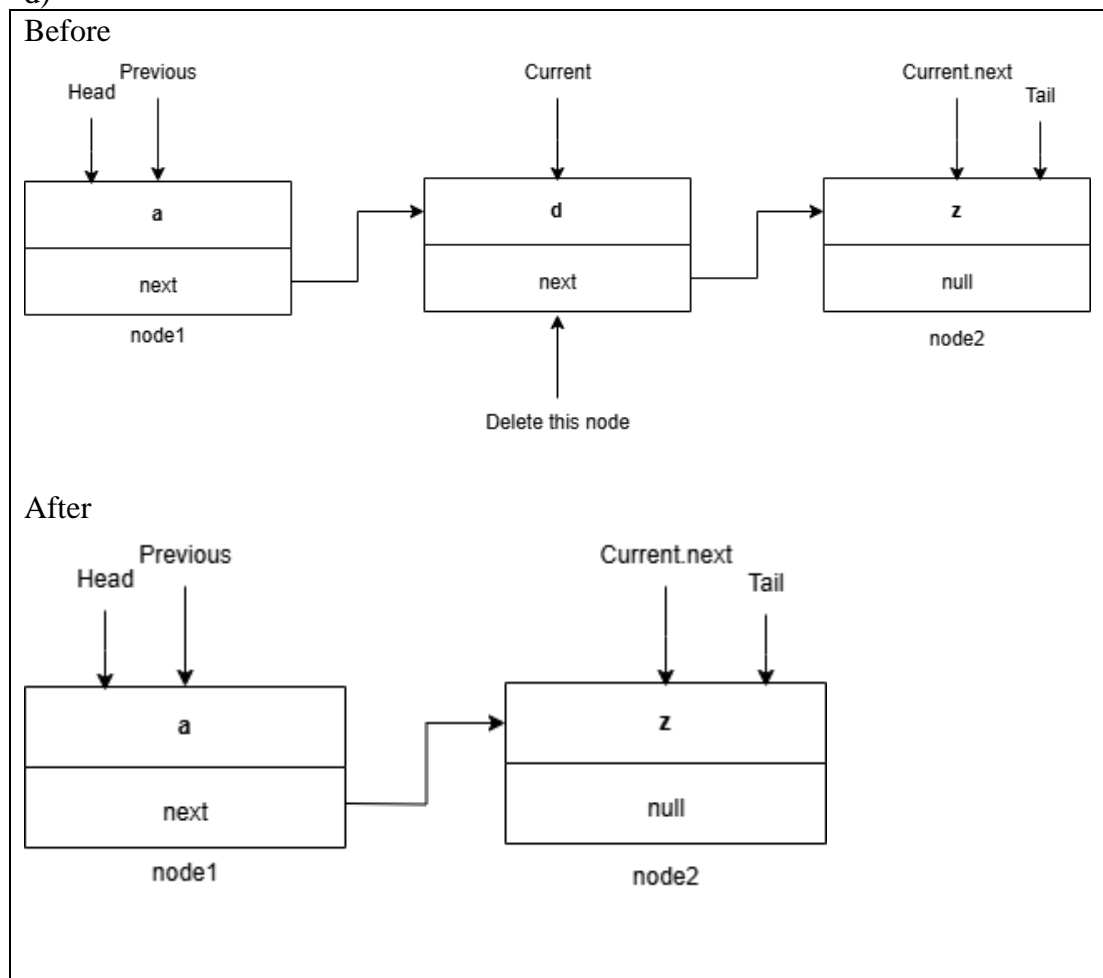 d)
Before
Previous Current Current.next
Head Tail
a d z
next next null
node1 node2
Delete this node
After
Previous Current.next
Head Tail
a z
next null
node1 node2